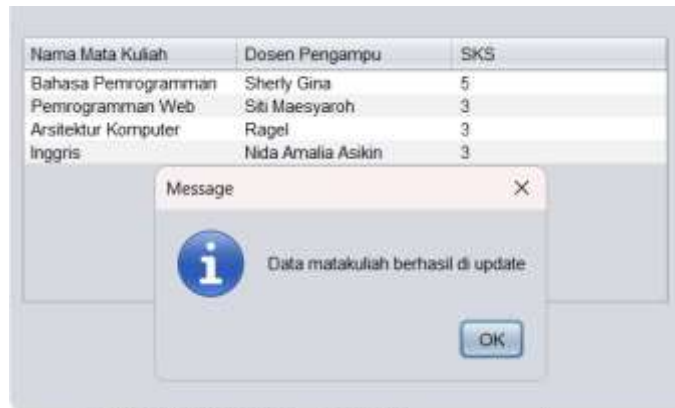 Nama Mata Kuliah Dosen Pengampu SKS
Bahasa Pemrogramman Sherly Gina 5
Pemrogramman Web Siti Maesyaroh 3
Arsitektur Komputer Ragel 3
Inggris Nida Amalia Asikin 3
Message
Data matakuliah berhasil di update
OK